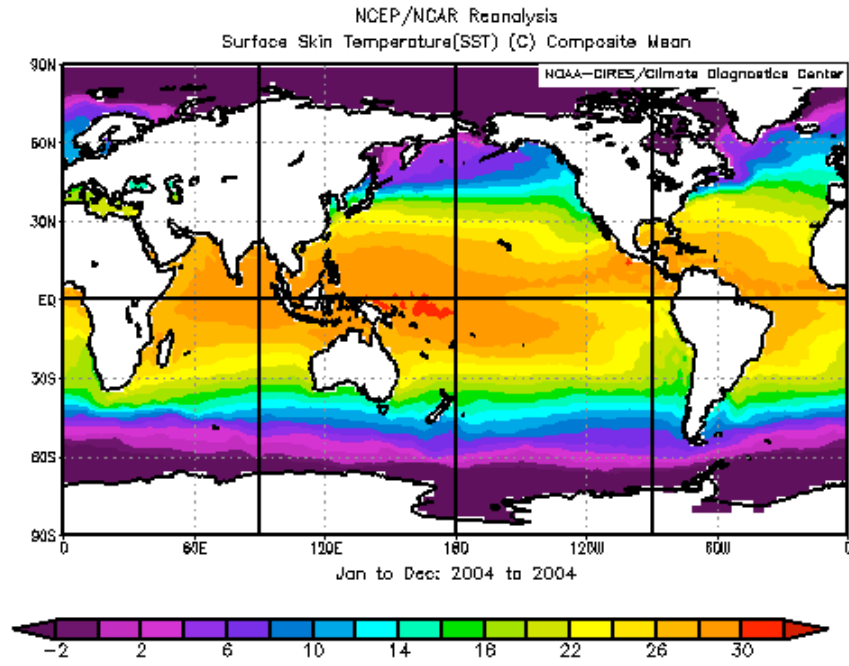 NCEP/NCAR Reanalysis
Surface Skin Temperature(SST) (C) Composite Mean
NOAA-CIRES/Climate Diagnostics Center
90N
60N
30N
EQ
30S
60S
90S
0 60E 120E 180 120W 60W 0
Jan to Dec: 2004 to 2004
-2 2 6 10 14 18 22 26 30